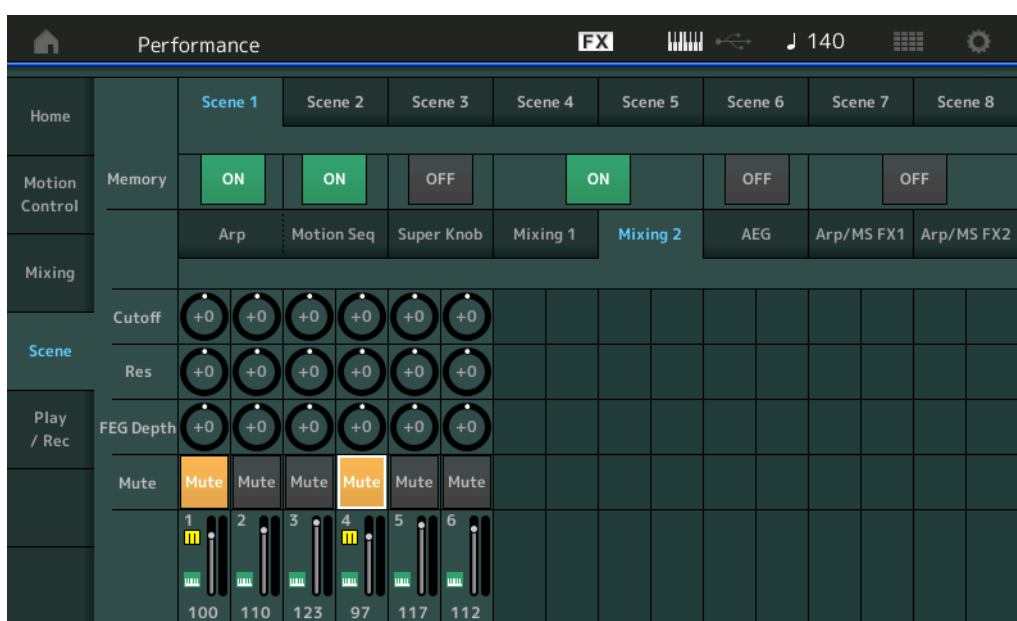 Performance FX 140
Scene 1 Scene 2 Scene 3 Scene 4 Scene 5 Scene 6 Scene 7 Scene 8
Home
Memory ON ON OFF ON OFF OFF
Motion
Control
Arp Motion Seq Super Knob Mixing 1 Mixing 2 AEG Arp/MS FX1 Arp/MS FX2
Mixing
Cutoff +0 +0 +0 +0 +0 +0
Scene
Res +0 +0 +0 +0 +0 +0
Play
/ Rec
FEG Depth +0 +0 +0 +0 +0 +0
Mute Mute Mute Mute Mute Mute Mute
1 2 3 4 5 6
100 110 123 97 117 112